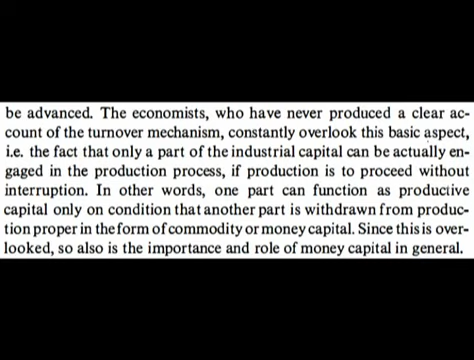 be advanced. The economists, who have never produced a clear ac-
count of the turnover mechanism, constantly overlook this basic aspect,
i.e. the fact that only a part of the industrial capital can be actually en-
gaged in the production process, if production is to proceed without
interruption. In other words, one part can function as productive
capital only on condition that another part is withdrawn from produc-
tion proper in the form of commodity or money capital. Since this is over-
looked, so also is the importance and role of money capital in general.